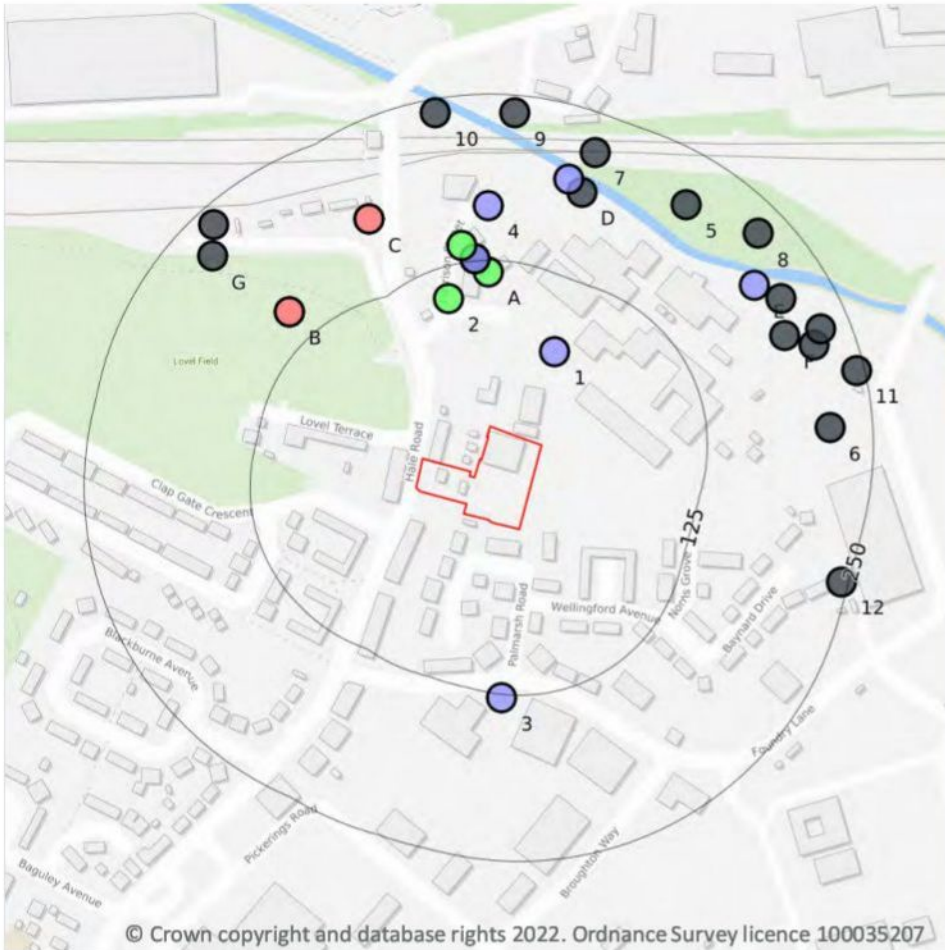 10
9
7
D
5
8
4
C
G
A
2
E
F
B
1
11
6
Lovel Field
Lovel Terrace
Hale Road
Clap Gate Crescent
125
250
12
Norris Grove
Wellingford Avenue
Baynard Drive
Palmarsh Road
Blackburne Avenue
3
Foundry Lane
Pickerings Road
Broughton Way
Baguley Avenue
© Crown copyright and database rights 2022. Ordnance Survey licence 100035207